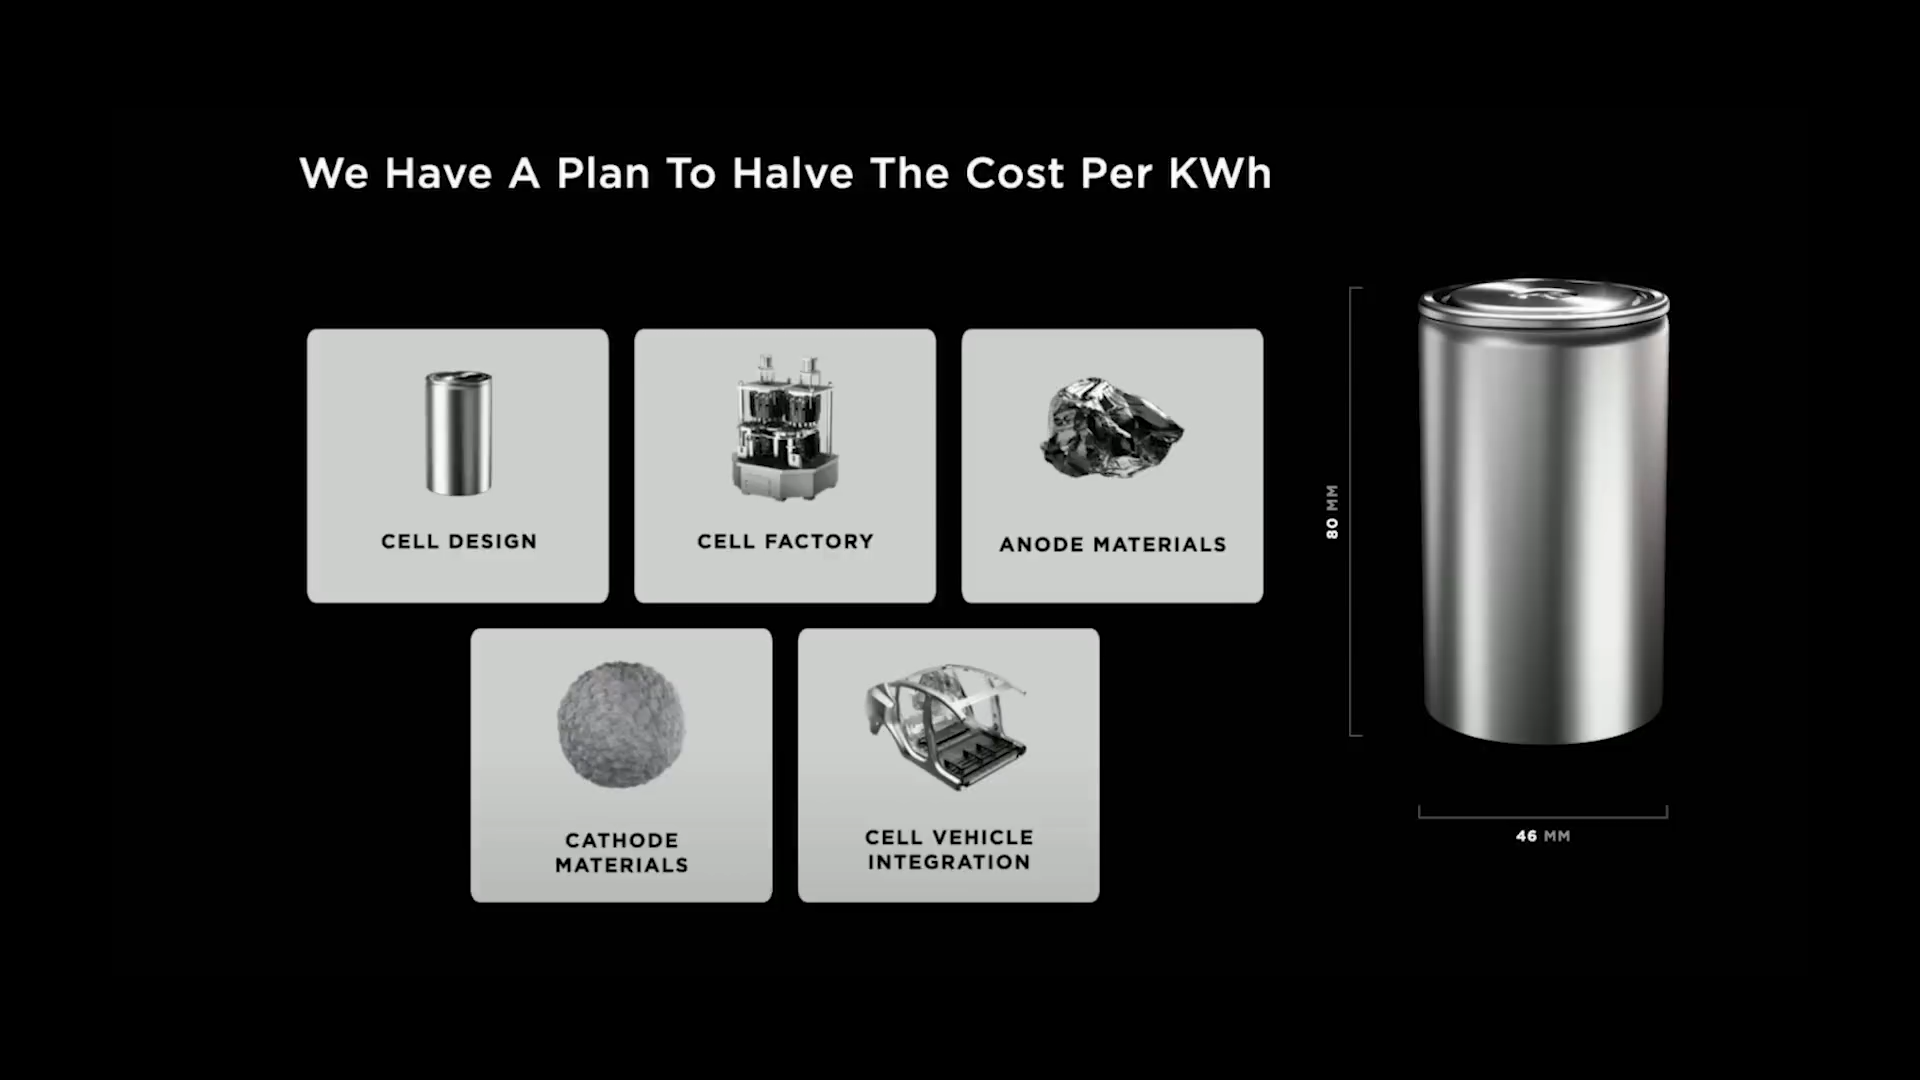 We Have A Plan To Halve The Cost Per KWh
CELL DESIGN
CELL FACTORY
ANODE MATERIALS
CATHODE
MATERIALS
CELL VEHICLE
INTEGRATION
80 MM
46 MM